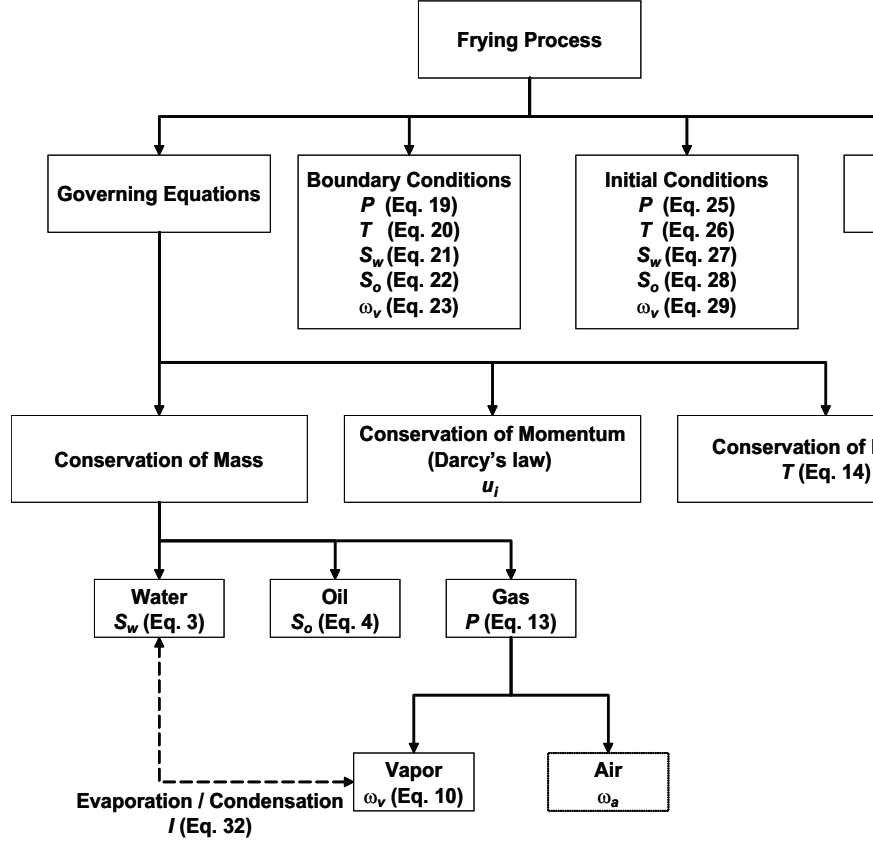 Frying Process
Governing Equations
Boundary Conditions
P (Eq. 19)
T (Eq. 20)
Sw (Eq. 21)
So (Eq. 22)
ωv (Eq. 23)
Initial Conditions
P (Eq. 25)
T (Eq. 26)
Sw (Eq. 27)
So (Eq. 28)
ωv (Eq. 29)
Conservation of Mass
Conservation of Momentum
(Darcy's law)
ui
Conservation of
T (Eq. 14)
Water
Sw (Eq. 3)
Oil
So (Eq. 4)
Gas
P (Eq. 13)
Vapor
ωv (Eq. 10)
Air
ωa
Evaporation / Condensation
I (Eq. 32)